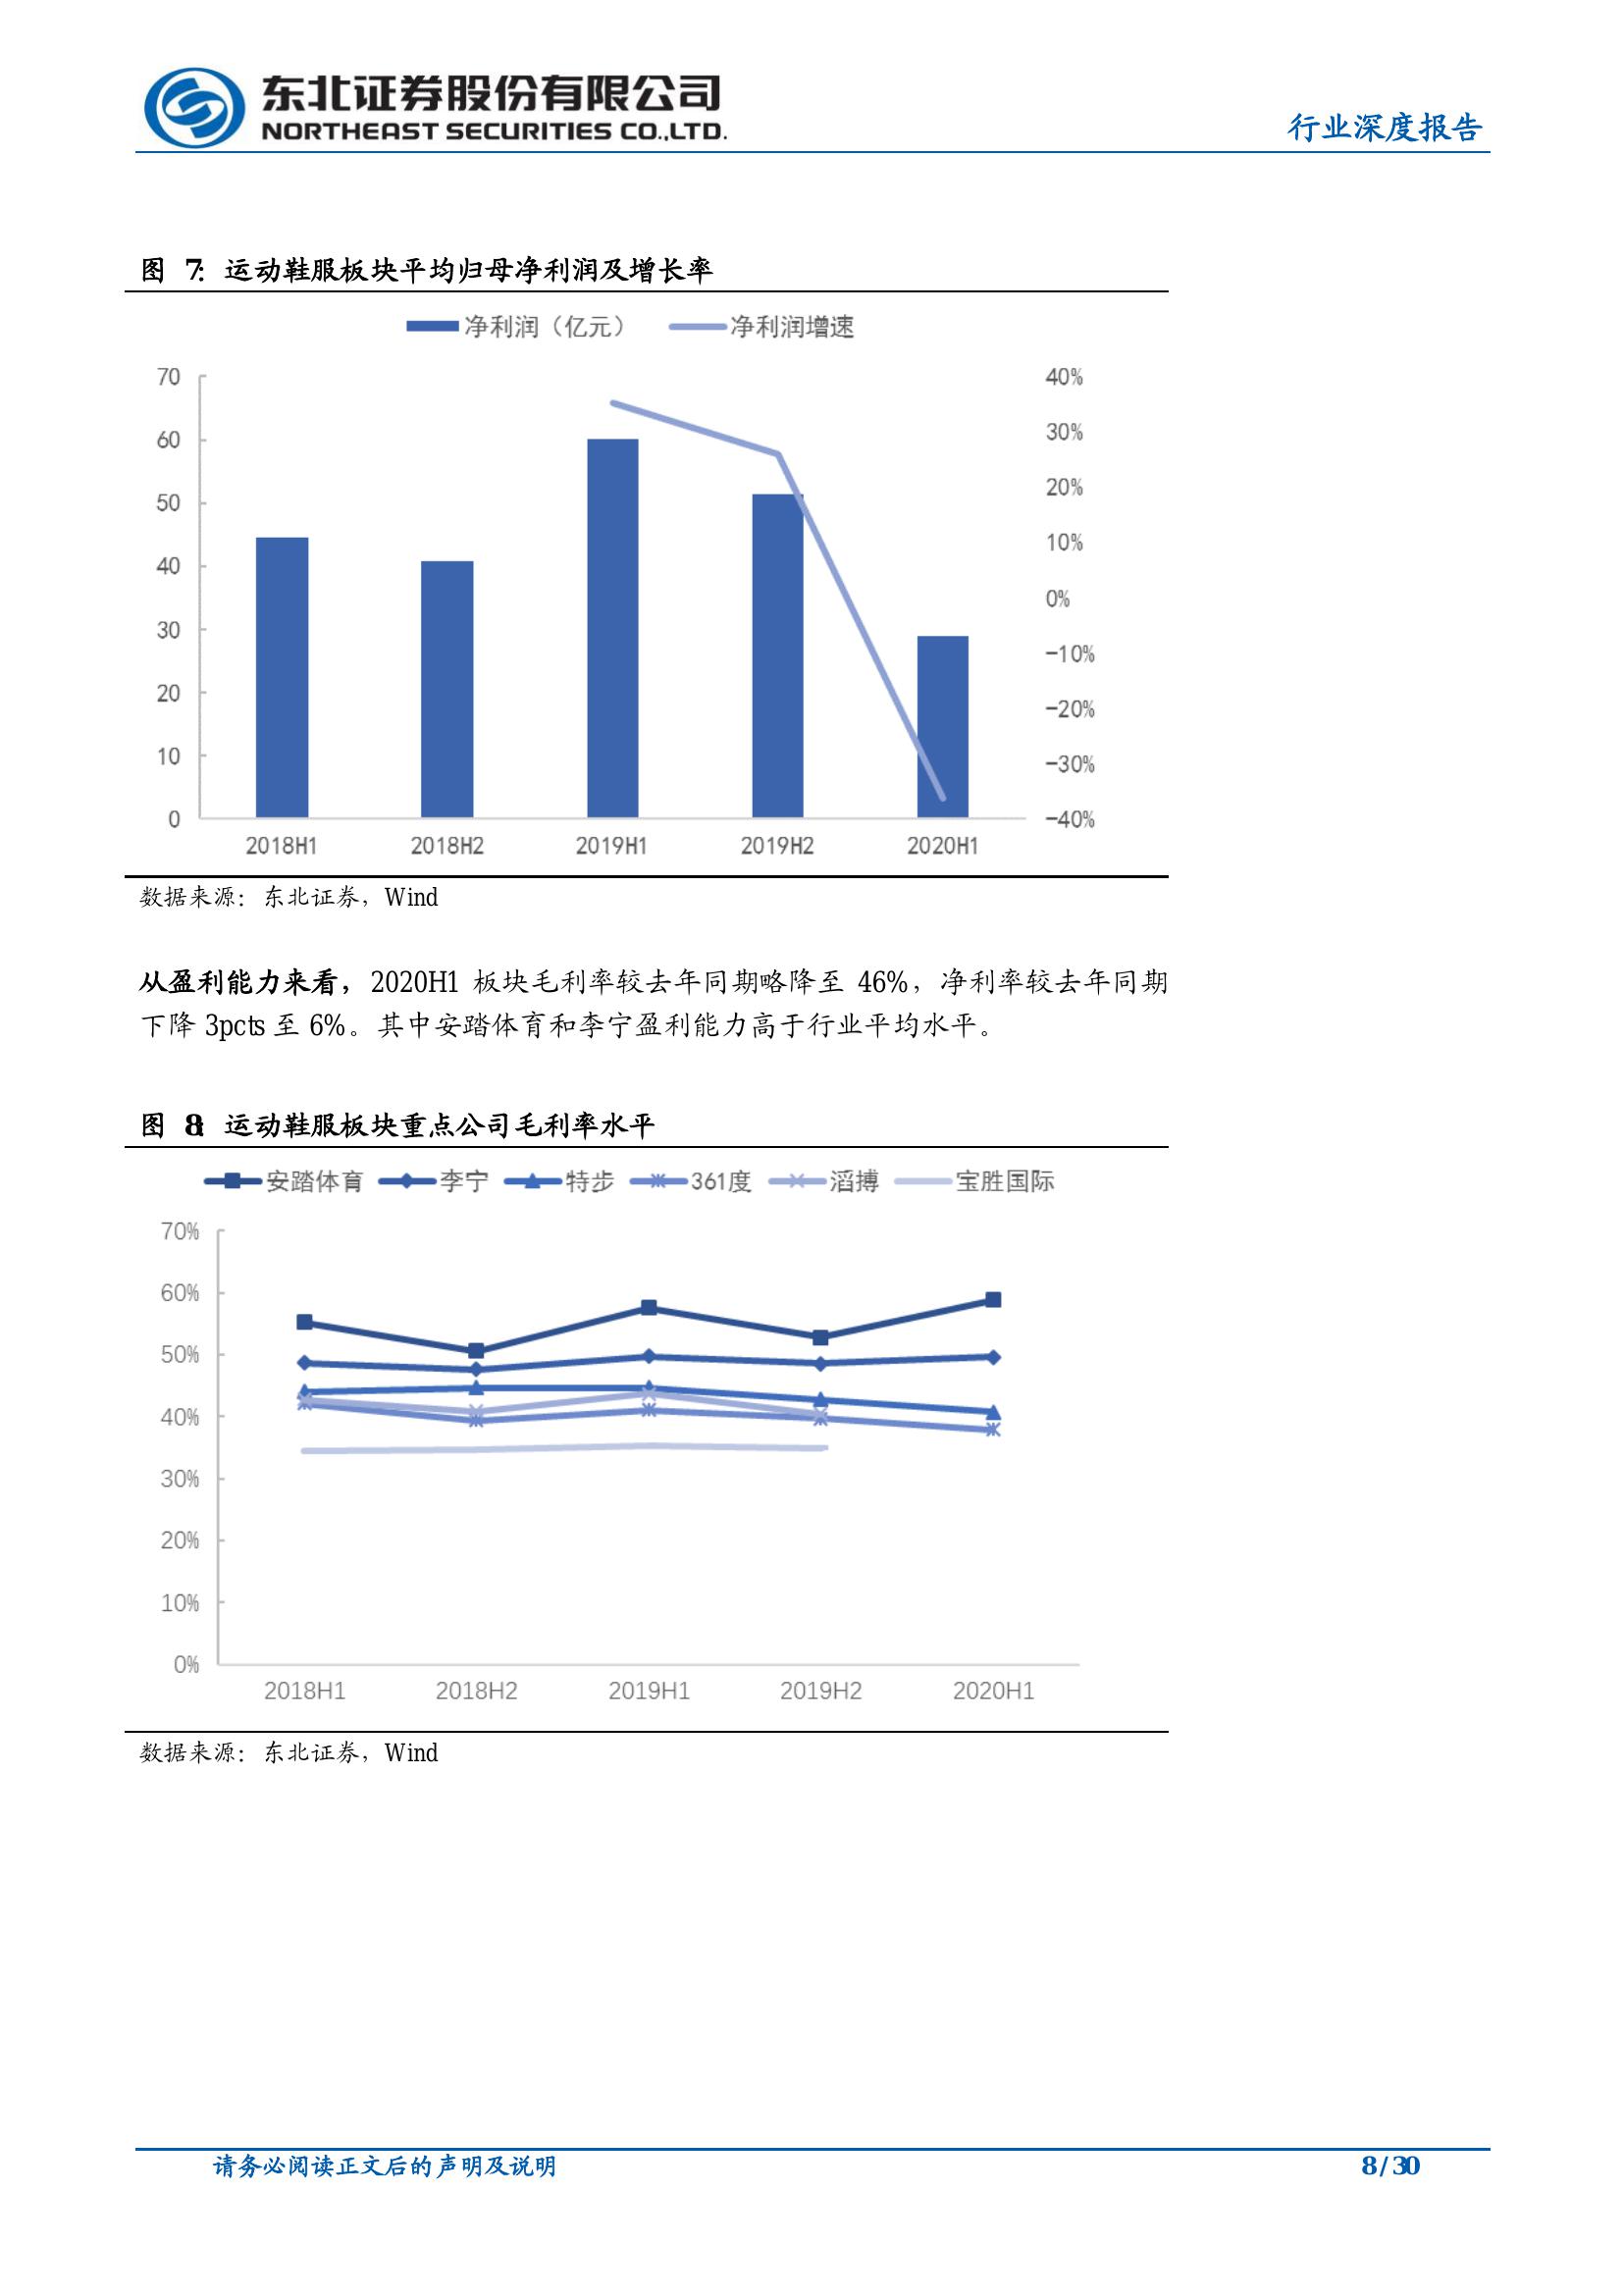 东北证券股份有限公司
NORTHEAST SECURITIES CO.,LTD.
行业深度报告
图 7: 运动鞋服板块平均归母净利润及增长率
净利润（亿元） 净利润增速
70 40%
60 30%
50 20%
40 10%
30 0%
20 -10%
10 -20%
0 -30%
-40%
2018H1 2018H2 2019H1 2019H2 2020H1
数据来源：东北证券，Wind
从盈利能力来看，2020H1 板块毛利率较去年同期略降至 46%，净利率较去年同期
下降 3pcts 至 6%。其中安踏体育和李宁盈利能力高于行业平均水平。
图 8: 运动鞋服板块重点公司毛利率水平
安踏体育 李宁 特步 361度 滔搏 宝胜国际
70%
60%
50%
40%
30%
20%
10%
0%
2018H1 2018H2 2019H1 2019H2 2020H1
数据来源：东北证券，Wind
请务必阅读正文后的声明及说明 8 / 30